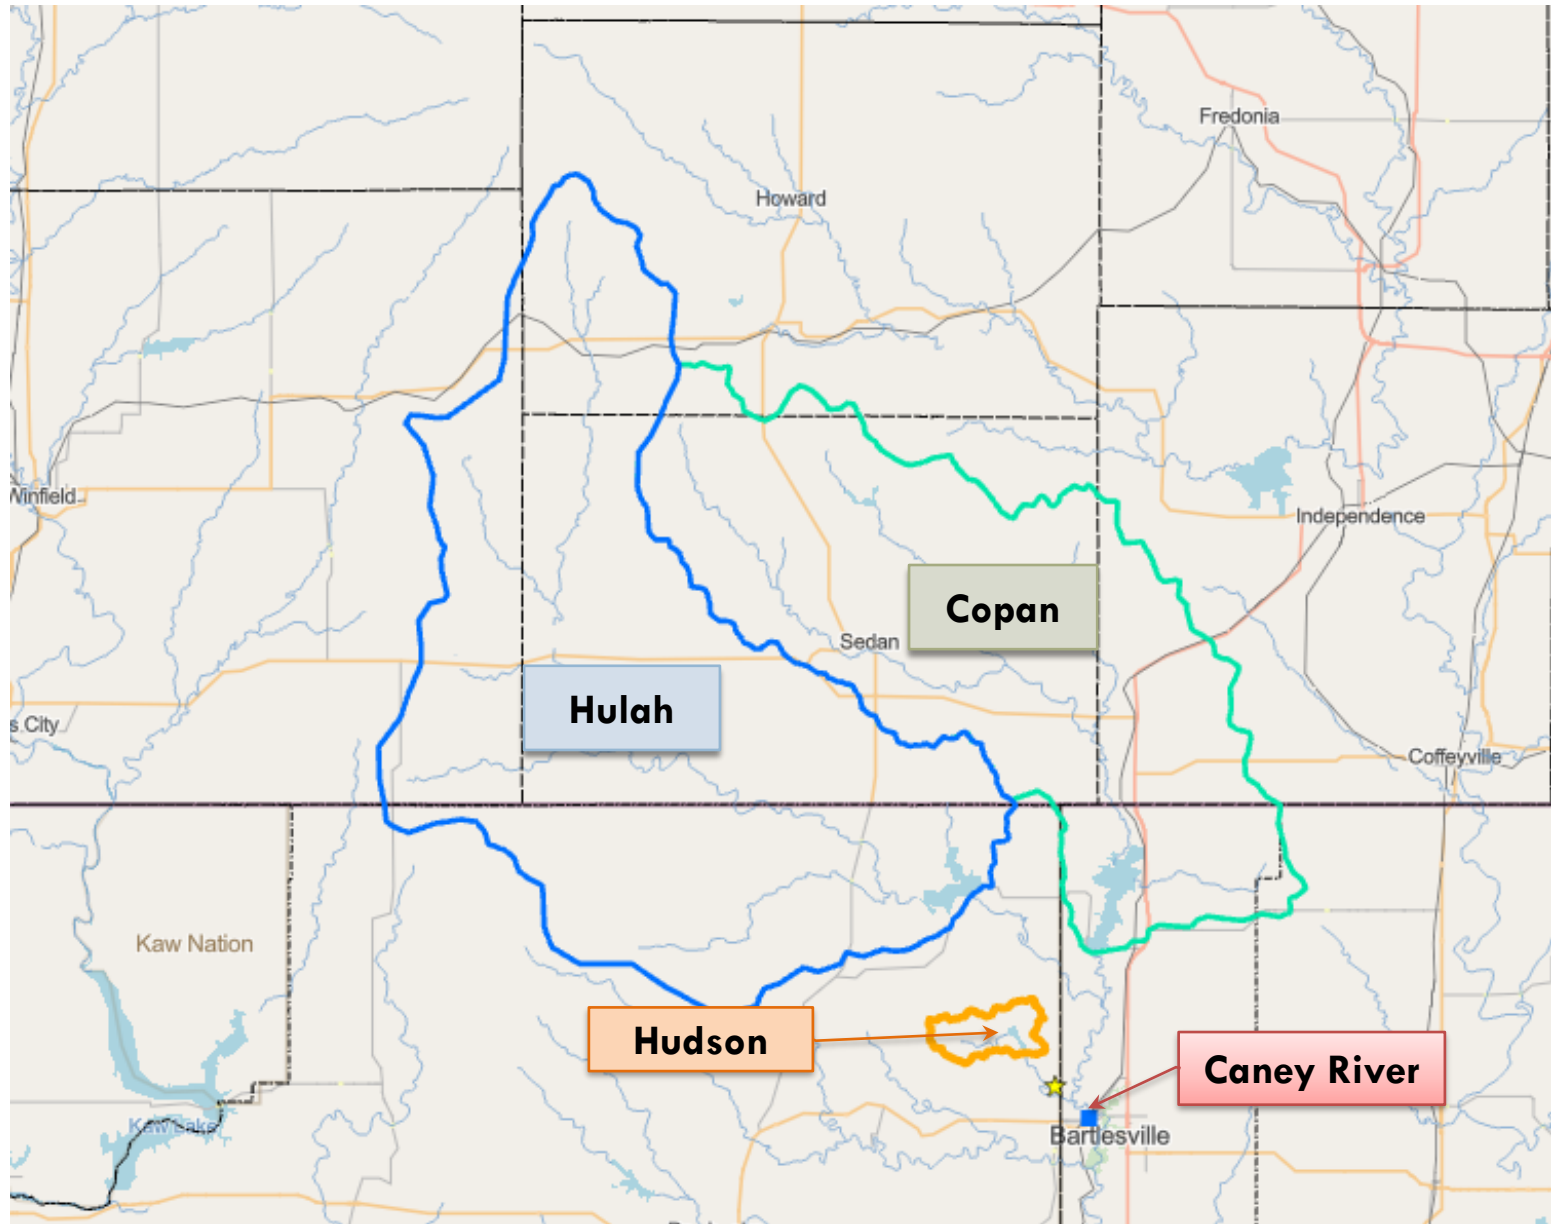 Fredonia
Howard
Winfield
Independence
Copan
Sedan
Hulah
s City
Coffeyville
Kaw Nation
Hudson
Caney River
Kaw Lake
Bartlesville